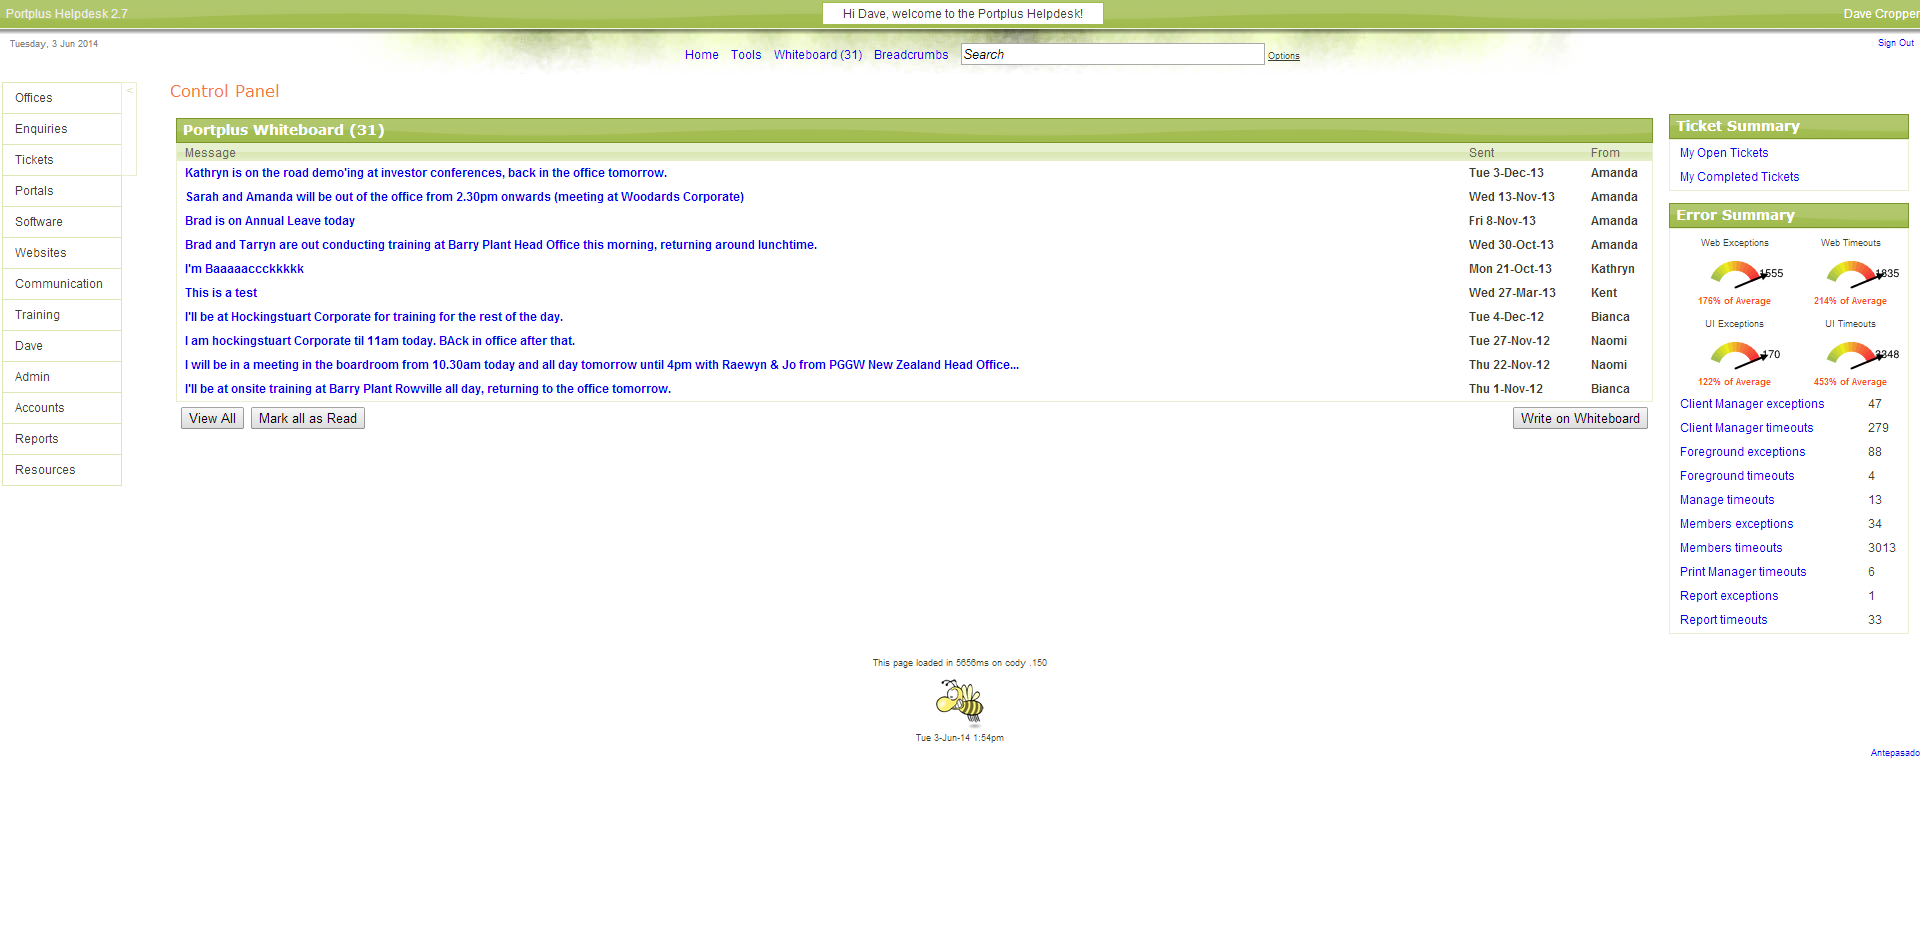 Portplus Helpdesk 2.7
Hi Dave, welcome to the Portplus Helpdesk!
Dave Cropper
Tuesday, 3 Jun 2014
Home Tools Whiteboard (31) Breadcrumbs Search Options
Sign Out
<
Offices
Enquiries
Tickets
Portals
Software
Websites
Communication
Training
Dave
Admin
Accounts
Reports
Resources
Control Panel
Portplus Whiteboard (31)
Message Sent From
Kathryn is on the road demo'ing at investor conferences, back in the office tomorrow. Tue 3-Dec-13 Amanda
Sarah and Amanda will be out of the office from 2.30pm onwards (meeting at Woodards Corporate) Wed 13-Nov-13 Amanda
Brad is on Annual Leave today Fri 8-Nov-13 Amanda
Brad and Tarryn are out conducting training at Barry Plant Head Office this morning, returning around lunchtime. Wed 30-Oct-13 Amanda
I'm Baaaaaccckkkkk Mon 21-Oct-13 Kathryn
This is a test Wed 27-Mar-13 Kent
I'll be at Hockingstuart Corporate for training for the rest of the day. Tue 4-Dec-12 Bianca
I am hockingstuart Corporate til 11am today. BAck in office after that. Tue 27-Nov-12 Naomi
I will be in a meeting in the boardroom from 10.30am today and all day tomorrow until 4pm with Raewyn & Jo from PGGW New Zealand Head Office... Thu 22-Nov-12 Naomi
I'll be at onsite training at Barry Plant Rowville all day, returning to the office tomorrow. Thu 1-Nov-12 Bianca
View All Mark all as Read Write on Whiteboard
Ticket Summary
My Open Tickets
My Completed Tickets
Error Summary
Web Exceptions Web Timeouts
1555 1835
176% of Average 214% of Average
UI Exceptions UI Timeouts
170 3348
122% of Average 453% of Average
Client Manager exceptions 47
Client Manager timeouts 279
Foreground exceptions 88
Foreground timeouts 4
Manage timeouts 13
Members exceptions 34
Members timeouts 3013
Print Manager timeouts 6
Report exceptions 1
Report timeouts 33
This page loaded in 5656ms on cody .150
Tue 3-Jun-14 1:54pm
Antepasado